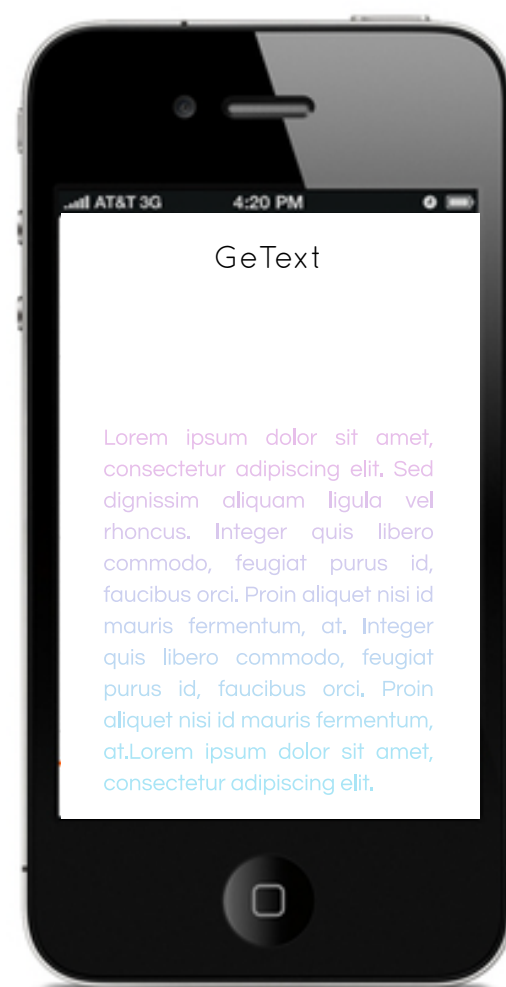 AT&T 3G 4:20 PM
GeText
Lorem ipsum dolor sit amet,
consectetur adipiscing elit. Sed
dignissim aliquam ligula vel
rhoncus. Integer quis libero
commodo, feugiat purus id,
faucibus orci. Proin aliquet nisi id
mauris fermentum, at. Integer
quis libero commodo, feugiat
purus id, faucibus orci. Proin
aliquet nisi id mauris fermentum,
at.Lorem ipsum dolor sit amet,
consectetur adipiscing elit.